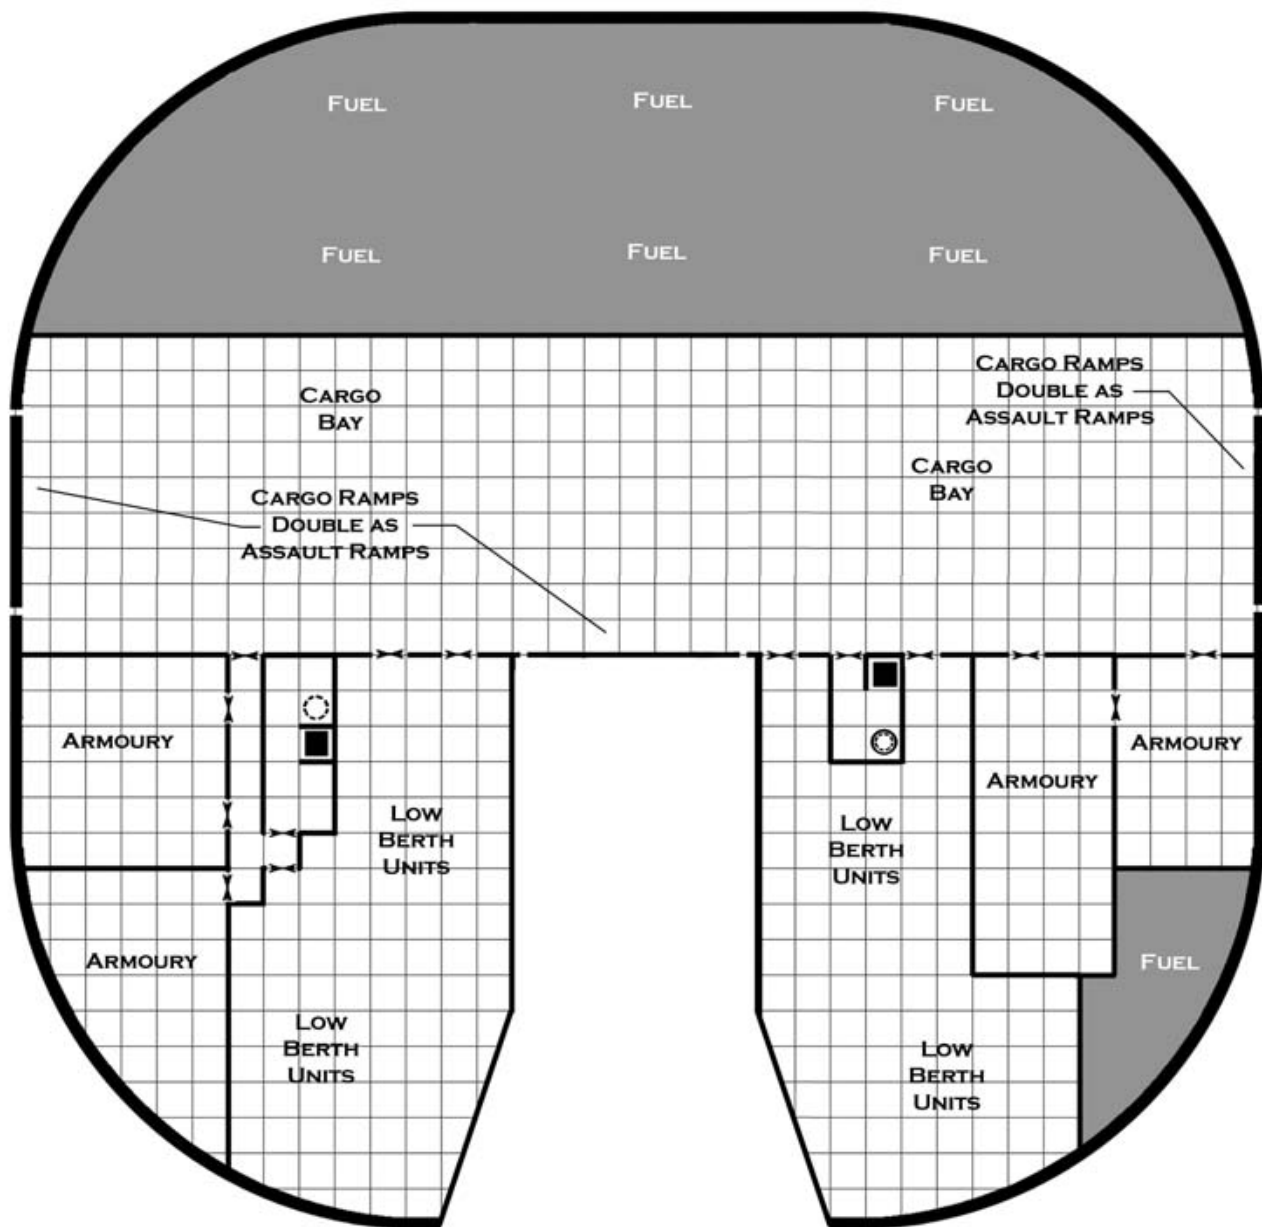 FUEL
FUEL
FUEL
FUEL
FUEL
FUEL
CARGO RAMPS
DOUBLE AS
ASSAULT RAMPS
CARGO
BAY
CARGO
BAY
CARGO RAMPS
DOUBLE AS
ASSAULT RAMPS
ARMOURY
ARMOURY
ARMOURY
LOW
BERTH
UNITS
LOW
BERTH
UNITS
ARMOURY
FUEL
LOW
BERTH
UNITS
LOW
BERTH
UNITS